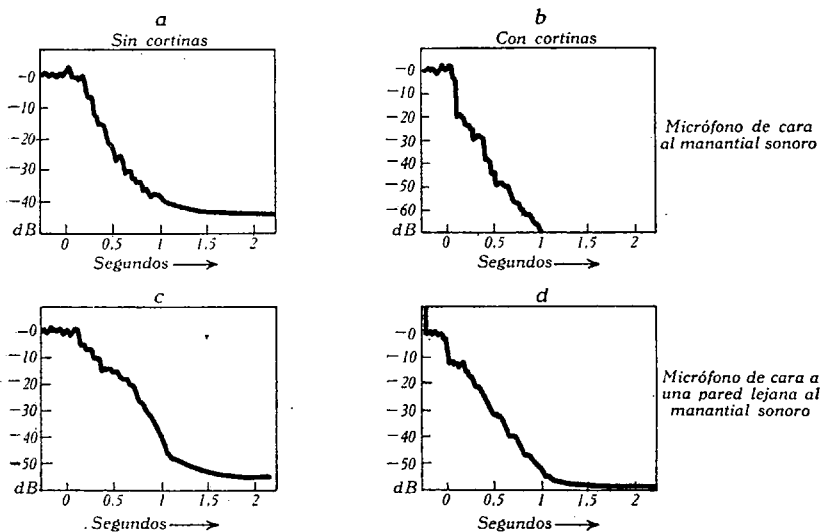 a
Sin cortinas
−0
−10
−20
−30
−40
dB
0 0.5 1 1,5 2
Segundos
b
Con cortinas
−0
−10
−20
−30
−40
−50
−60
dB
0 0.5 1 1,5 2
Segundos
Micrófono de cara
al manantial sonoro
c
−0
−10
−20
−30
−40
−50
dB
0 0.5 1 1,5 2
Segundos
d
−0
−10
−20
−30
−40
−50
dB
0 0.5 1 1.5 2
Segundos
Micrófono de cara a
una pared lejana al
manantial sonoro